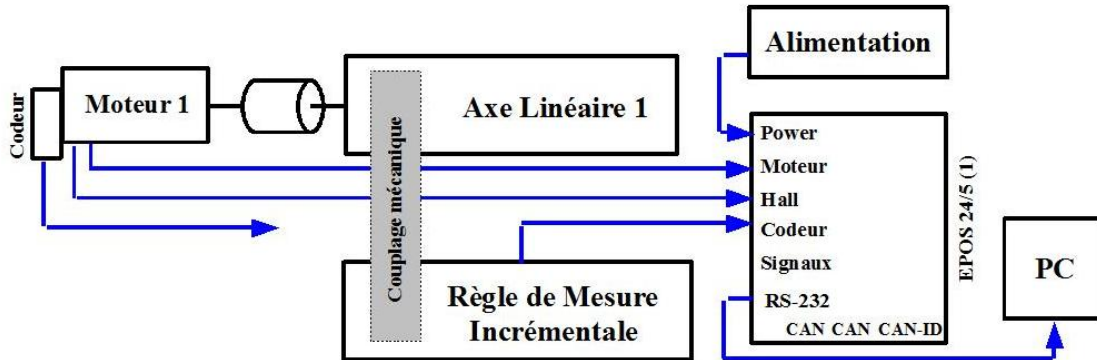 Codeur
Moteur 1
Axe Linéaire 1
Couplage mécanique
Règle de Mesure
Incrémentale
Alimentation
Power
Moteur
Hall
Codeur
Signaux
RS-232
CAN CAN CAN-ID
EPOS 24/5 (1)
PC